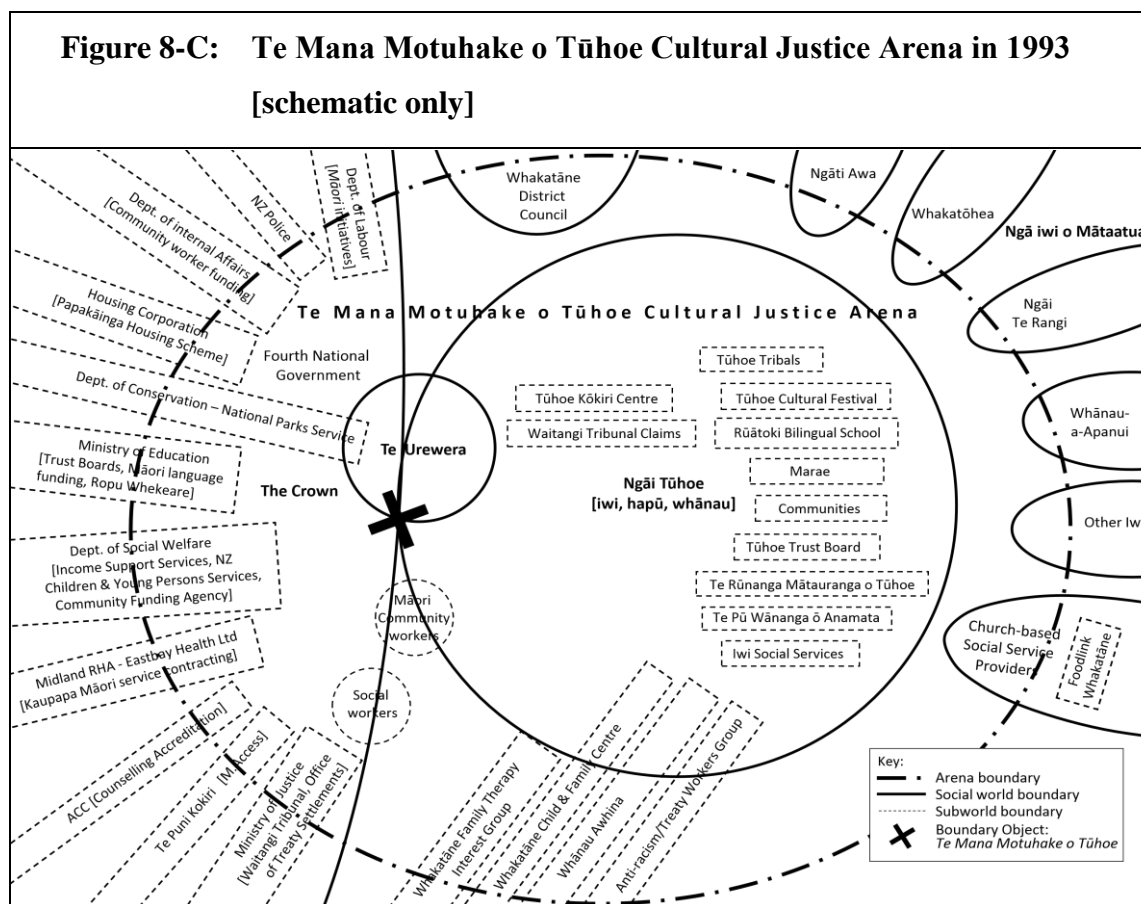 Figure 8-C: Te Mana Motuhake o Tūhoe Cultural Justice Arena in 1993
[schematic only]
Dept. of Labour
[Māori initiatives]
NZ Police
Dept. of internal Affairs
[Community worker funding]
Housing Corporation
[Papakāinga Housing Scheme]
Dept. of Conservation – National Parks Service
Ministry of Education
[Trust Boards, Māori language
funding, Ropu Whekeare]
Dept. of Social Welfare
[Income Support Services, NZ
Children & Young Persons Services,
Community Funding Agency]
Midland RHA - Eastbay Health Ltd
[Kaupapa Māori service contracting]
ACC [Counselling Accreditation]
Te Puni Kokiri [M.Access]
Ministry of Justice
[Waitangi Tribunal, Office
of Treaty Settlements]
Fourth National
Government
The Crown
Te Urewera
Māori
Community
workers
Social
workers
Whakatāne
District
Council
Te Mana Motuhake o Tūhoe Cultural Justice Arena
Tūhoe Tribals
Tūhoe Kōkiri Centre
Tūhoe Cultural Festival
Waitangi Tribunal Claims
Rūātoki Bilingual School
Marae
Ngāi Tūhoe
[iwi, hapū, whānau]
Communities
Tūhoe Trust Board
Te Rūnanga Mātauranga o Tūhoe
Te Pū Wānanga ō Anamata
Iwi Social Services
Whakatāne Family Therapy
Interest Group
Whakatāne Child & Family Centre
Whānau Awhina
Anti-racism/Treaty Workers Group
Ngāti Awa
Whakatōhea
Ngā iwi o Mātaatua
Ngāi
Te Rangi
Whānau-
a-Apanui
Other Iwi
Church-based
Social Service
Providers
Foodlink
Whakatāne
Key:
Arena boundary
Social world boundary
Subworld boundary
Boundary Object:
Te Mana Motuhake o Tūhoe